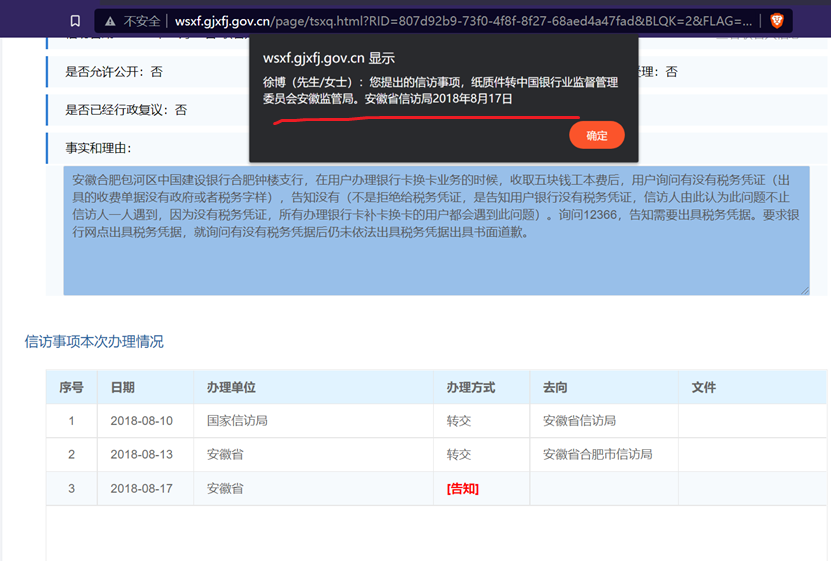 不安全 wsxf.gjxfj.gov.cn/page/tsxq.html?RID=807d92b9-73f0-4f8f-8f27-68aed4a47fad&BLQK=2&FLAG=...
wsxf.gjxfj.gov.cn 显示
徐博（先生/女士）：您提出的信访事项，纸质件转中国银行业监督管理
委员会安徽监管局。安徽省信访局2018年8月17日
确定
是否允许公开：否
理：否
是否已经行政复议：否
事实和理由:
安徽合肥包河区中国建设银行合肥钟楼支行，在用户办理银行卡换卡业务的时候，收取五块钱工本费后，用户询问有没有税务凭证（出
具的收费单据没有政府或者税务字样），告知没有（不是拒绝给税务凭证，是告知用户银行没有税务凭证，信访人由此认为此问题不止
信访人一人遇到，因为没有税务凭证，所有办理银行卡补卡换卡的用户都会遇到此问题）。询问12366，告知需要出具税务凭据。要求银
行网点出具税务凭据，就询问有没有税务凭据后仍未依法出具税务凭据出具书面道歉。
信访事项本次办理情况
序号 日期 办理单位 办理方式 去向 文件
1 2018-08-10 国家信访局 转交 安徽省信访局
2 2018-08-13 安徽省 转交 安徽省合肥市信访局
3 2018-08-17 安徽省 [告知]